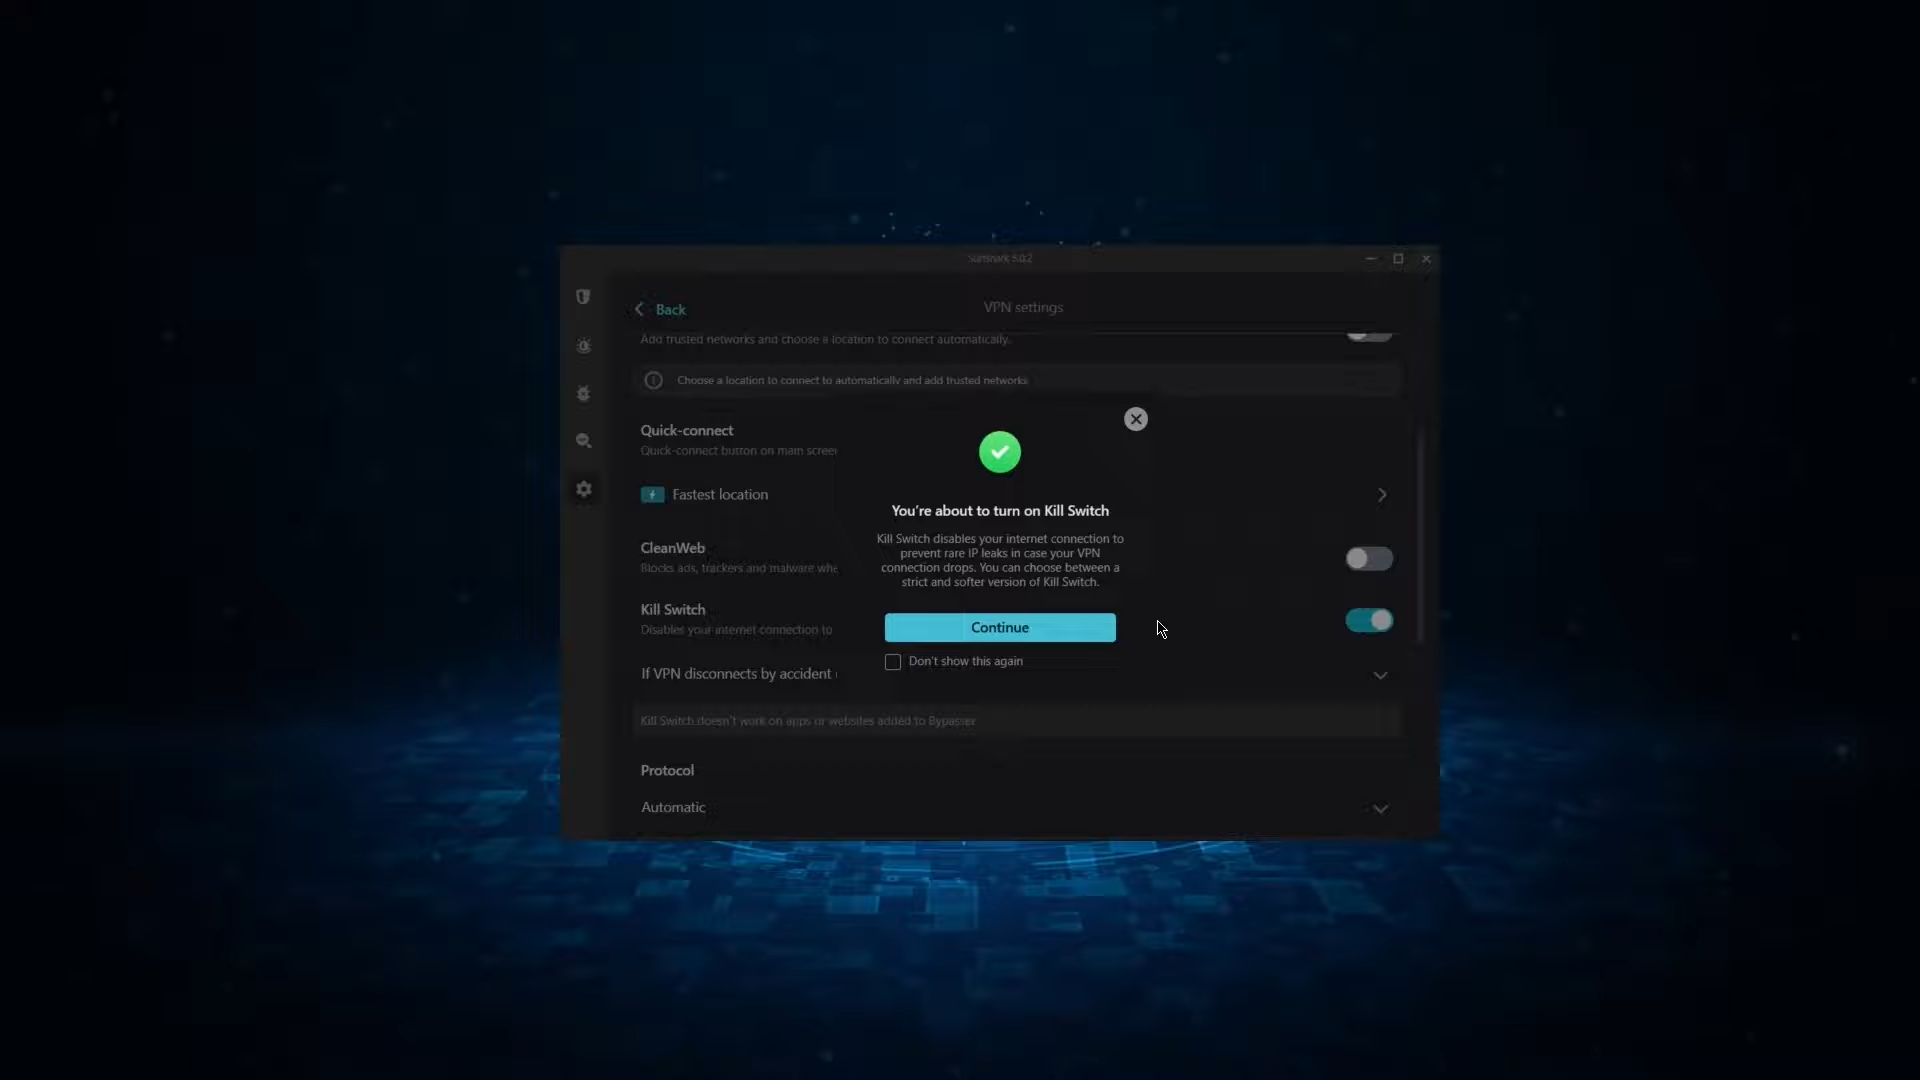 Surfshark 5.0.2
Back
VPN settings
Add trusted networks and choose a location to connect automatically.
Choose a location to connect to automatically and add trusted networks
Quick-connect
Quick-connect button on main screen
Fastest location
CleanWeb
Blocks ads, trackers and malware
Kill Switch
Disables your internet connection to
If VPN disconnects by accident
Kill Switch doesn't work on apps or websites added to Bypasser
Protocol
Automatic
You're about to turn on Kill Switch
Kill Switch disables your internet connection to
prevent rare IP leaks in case your VPN
connection drops. You can choose between a
strict and softer version of Kill Switch.
Continue
Don't show this again